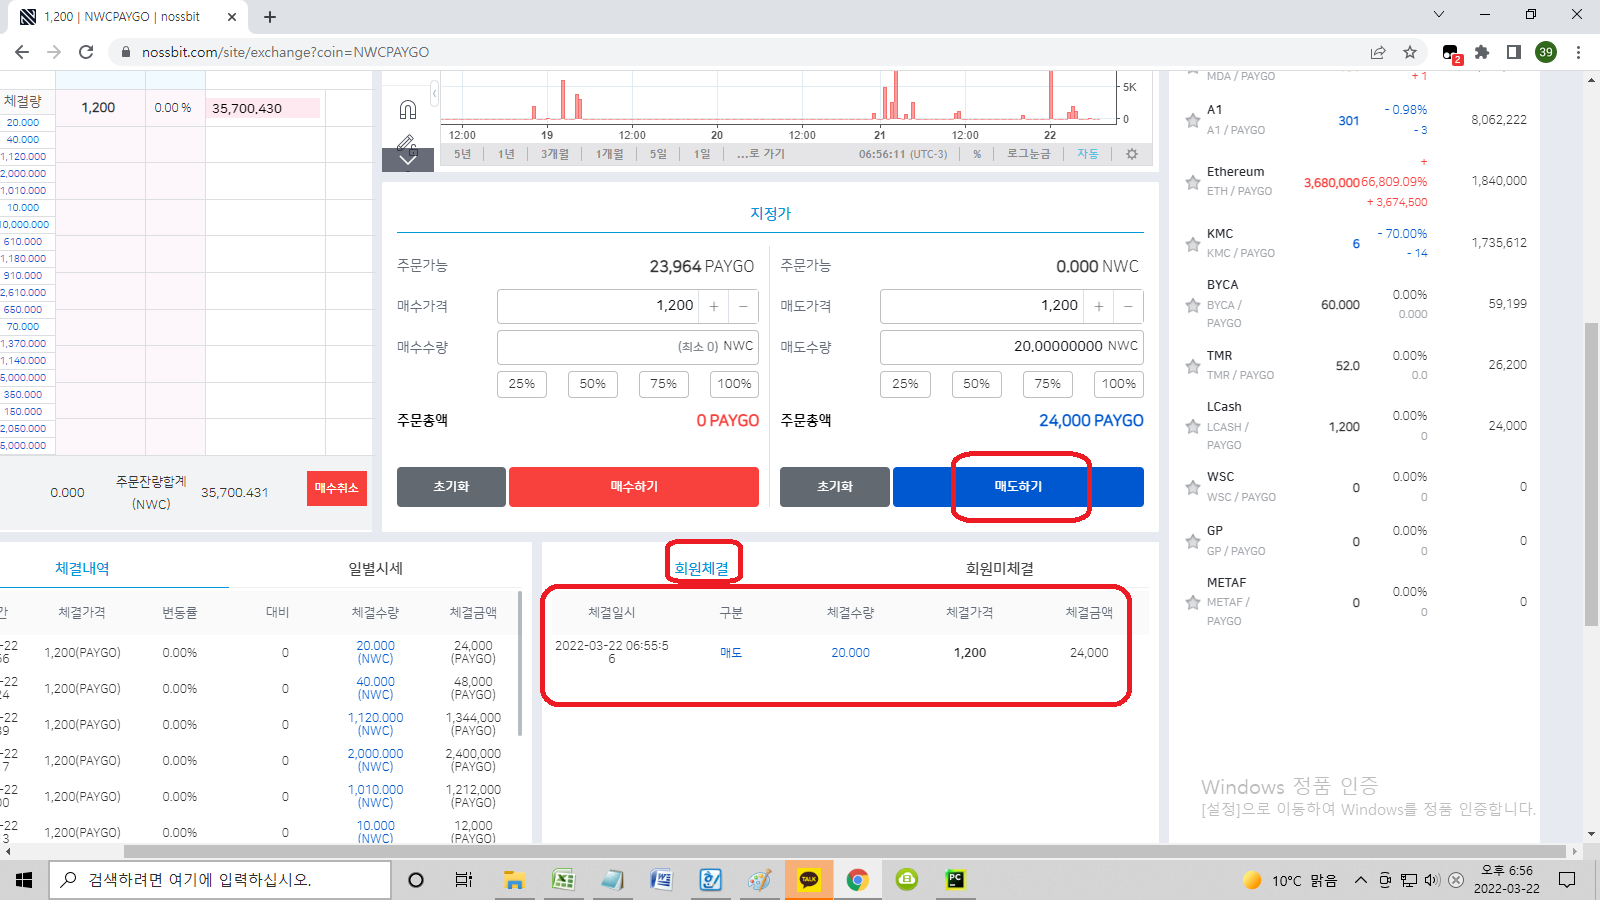 1,200 | NWCPAYGO | nossbit
nossbit.com/site/exchange?coin=NWCPAYGO
2
39
체결량
20.000
40.000
1,120.000
2,000.000
1,010.000
10.000
10,000.000
610.000
1,180.000
910.000
2,610.000
650.000
70.000
1,370.000
1,140.000
5,000.000
350.000
150.000
2,050.000
5,000.000
1,200 0.00 % 35,700,430
0.000 주문잔량합계 (NWC) 35,700.431 매수취소
5K
0
12:00 19 12:00 20 12:00 21 12:00 22
5년 1년 3개월 1개월 5일 1일 ...로 가기 06:56:11 (UTC-3) % 로그눈금 자동
지정가
주문가능 23,964 PAYGO
매수가격 1,200 + −
매수수량 (최소 0) NWC
25% 50% 75% 100%
주문총액 0 PAYGO
초기화 매수하기
주문가능 0.000 NWC
매도가격 1,200 + −
매도수량 20.00000000 NWC
25% 50% 75% 100%
주문총액 24,000 PAYGO
초기화 매도하기
체결내역 일별시세
간 체결가격 변동률 대비 체결수량 체결금액
-22
56 1,200(PAYGO) 0.00% 0 20.000 (NWC) 24,000 (PAYGO)
-22
24 1,200(PAYGO) 0.00% 0 40.000 (NWC) 48,000 (PAYGO)
-22
39 1,200(PAYGO) 0.00% 0 1,120.000 (NWC) 1,344,000 (PAYGO)
-22
17 1,200(PAYGO) 0.00% 0 2,000.000 (NWC) 2,400,000 (PAYGO)
-22
00 1,200(PAYGO) 0.00% 0 1,010.000 (NWC) 1,212,000 (PAYGO)
-22
3 1,200(PAYGO) 0.00% 0 10.000 (NWC) 12,000 (PAYGO)
회원체결 회원미체결
체결일시 구분 체결수량 체결가격 체결금액
2022-03-22 06:55:5
6 매도 20.000 1,200 24,000
MDA / PAYGO + 1
A1 - 0.98%
A1 / PAYGO 301 - 3 8,062,222
Ethereum +
ETH / PAYGO 3,680,000 66,809.09% 1,840,000
+ 3,674,500
KMC - 70.00%
KMC / PAYGO 6 - 14 1,735,612
BYCA 0.00%
BYCA / PAYGO 60.000 0.000 59,199
TMR 0.00%
TMR / PAYGO 52.0 0.0 26,200
LCash 0.00%
LCASH / PAYGO 1,200 0 24,000
WSC 0.00%
WSC / PAYGO 0 0 0
GP 0.00%
GP / PAYGO 0 0 0
METAF 0.00%
METAF / PAYGO 0 0 0
Windows 정품 인증
[설정]으로 이동하여 Windows를 정품 인증합니다.
검색하려면 여기에 입력하십시오.
TALK
PC
10°C 맑음
오후 6:56
2022-03-22